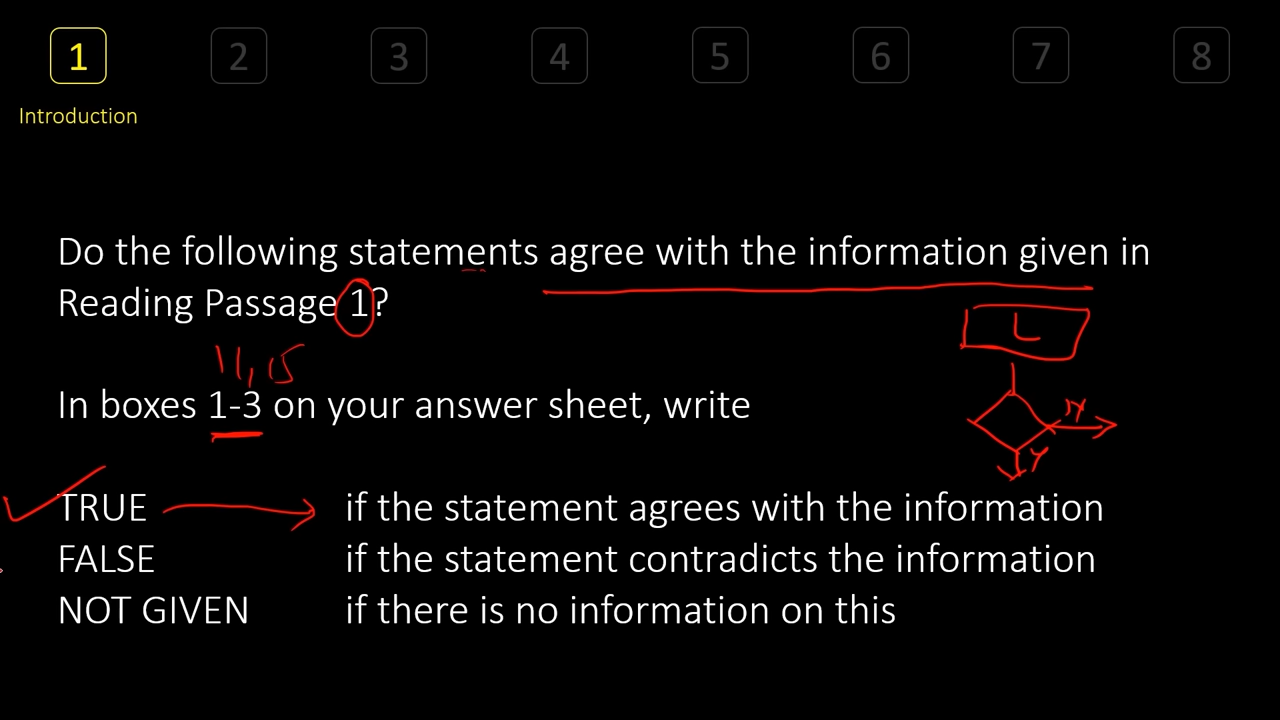 1 2 3 4 5 6 7 8
Introduction
Do the following statements agree with the information given in
Reading Passage 1?
11, 15
In boxes 1-3 on your answer sheet, write
L
N
Y
TRUE if the statement agrees with the information
FALSE if the statement contradicts the information
NOT GIVEN if there is no information on this